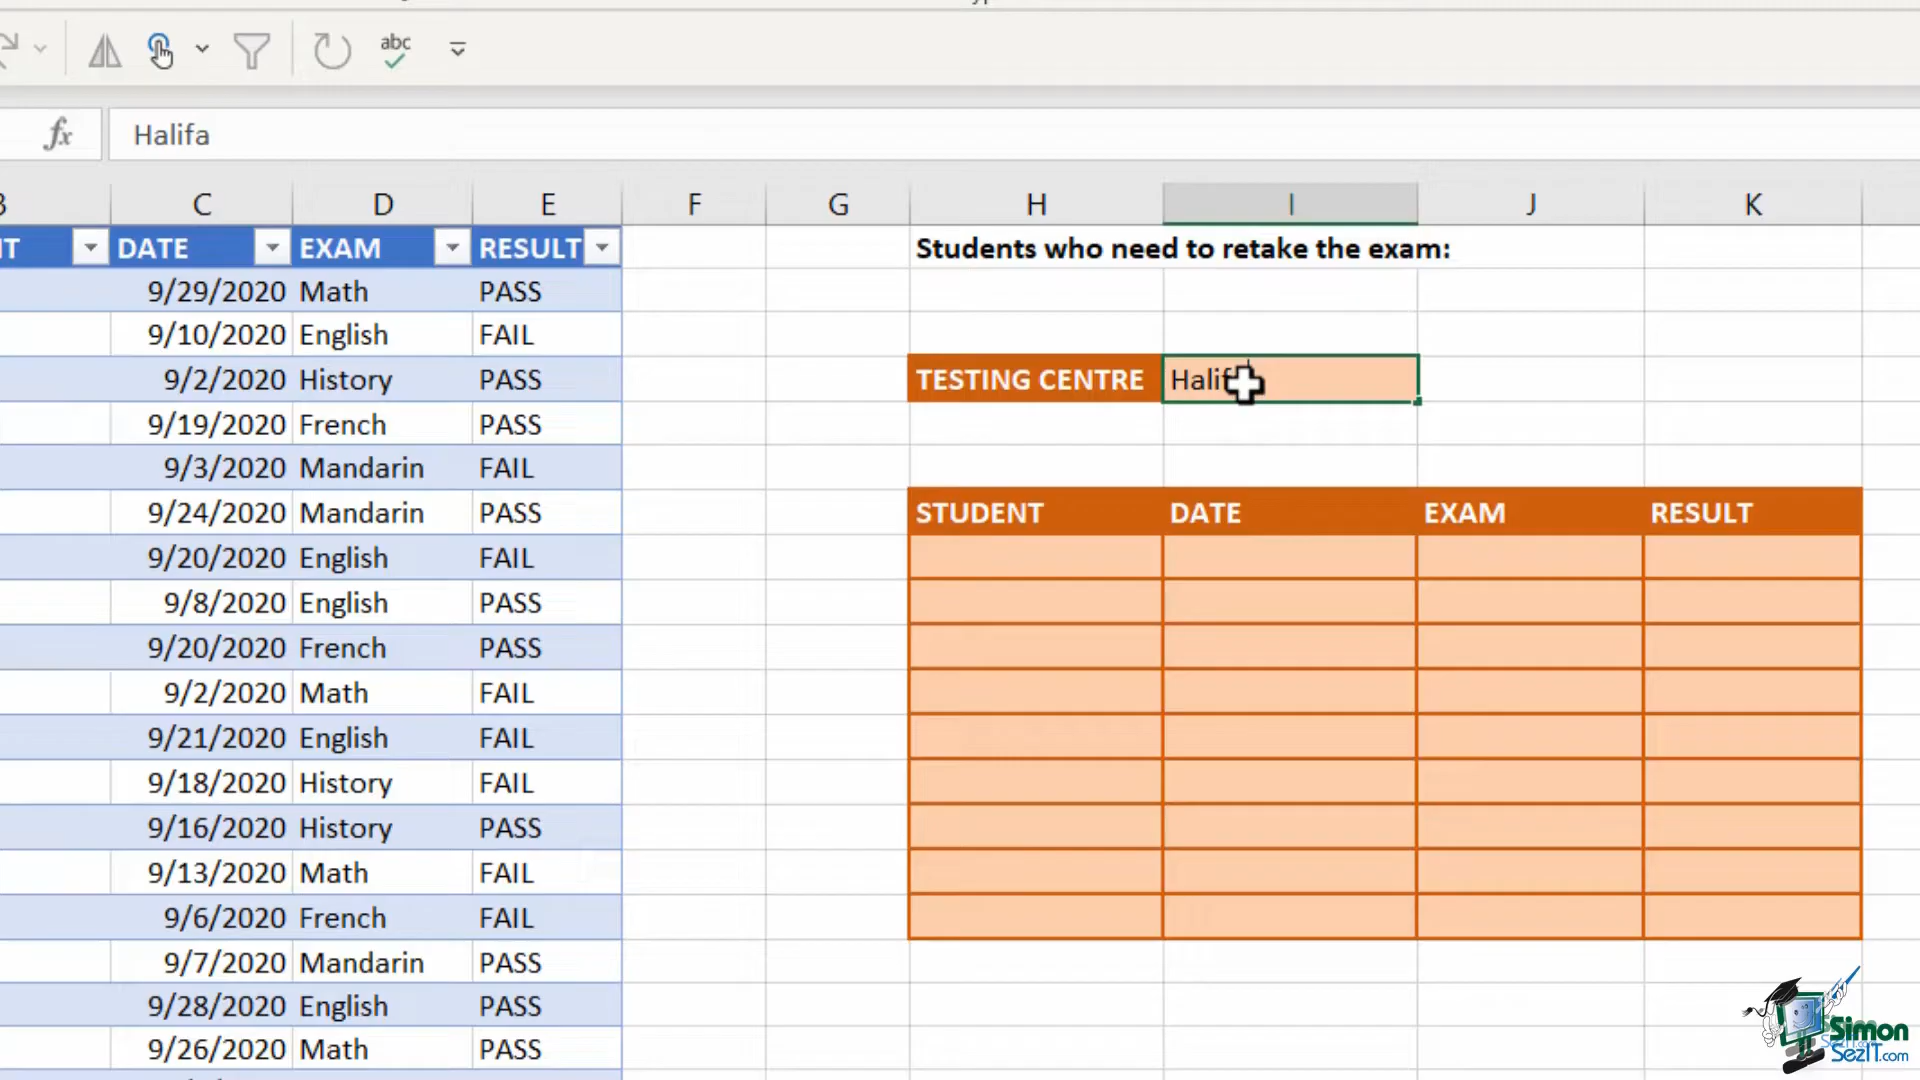 abc
fx Halifa
C D E F G H I J K
DATE EXAM RESULT Students who need to retake the exam:
9/29/2020 Math PASS
9/10/2020 English FAIL
9/2/2020 History PASS TESTING CENTRE Halif
9/19/2020 French PASS
9/3/2020 Mandarin FAIL
9/24/2020 Mandarin PASS STUDENT DATE EXAM RESULT
9/20/2020 English FAIL
9/8/2020 English PASS
9/20/2020 French PASS
9/2/2020 Math FAIL
9/21/2020 English FAIL
9/18/2020 History FAIL
9/16/2020 History PASS
9/13/2020 Math FAIL
9/6/2020 French FAIL
9/7/2020 Mandarin PASS
9/28/2020 English PASS
9/26/2020 Math PASS
Simon
SezIT.com